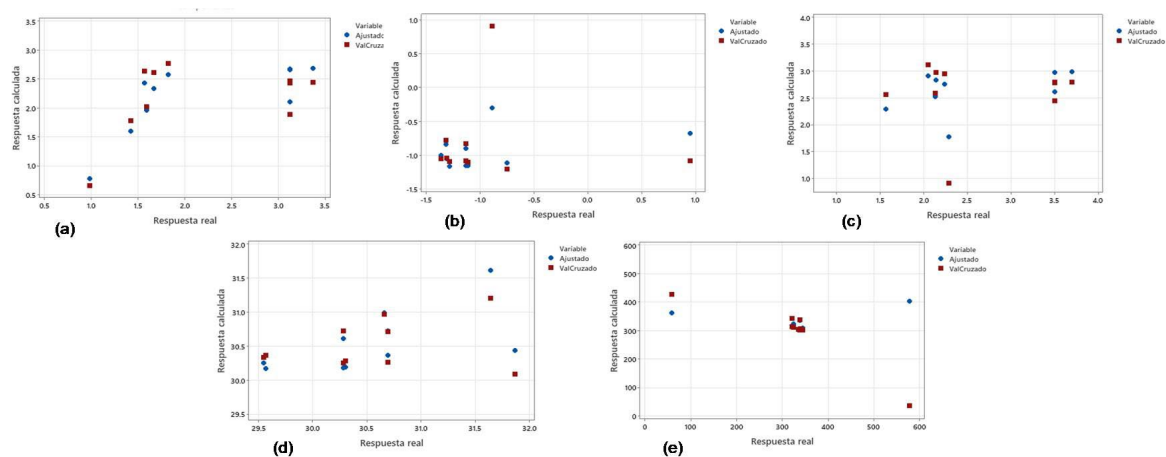 Variable
Ajustado
ValCruza
Respuesta calculada
3.5
3.0
2.5
2.0
1.5
1.0
0.5
0.5 1.0 1.5 2.0 2.5 3.0 3.5
Respuesta real
(a)
Variable
Ajustado
ValCruzado
Respuesta calculada
1.0
0.5
0.0
-0.5
-1.0
-1.5
-1.5 -1.0 -0.5 0.0 0.5 1.0
Respuesta real
(b)
Variable
Ajustado
ValCruzado
Respuesta calculada
4.0
3.5
3.0
2.5
2.0
1.5
1.0
1.0 1.5 2.0 2.5 3.0 3.5 4.0
Respuesta real
(c)
Variable
Ajustado
ValCruzado
Respuesta calculada
32.0
31.5
31.0
30.5
30.0
29.5
29.5 30.0 30.5 31.0 31.5 32.0
Respuesta real
(d)
Variable
Ajustado
ValCruzado
Respuesta calculada
600
500
400
300
200
100
0
0 100 200 300 400 500 600
Respuesta real
(e)